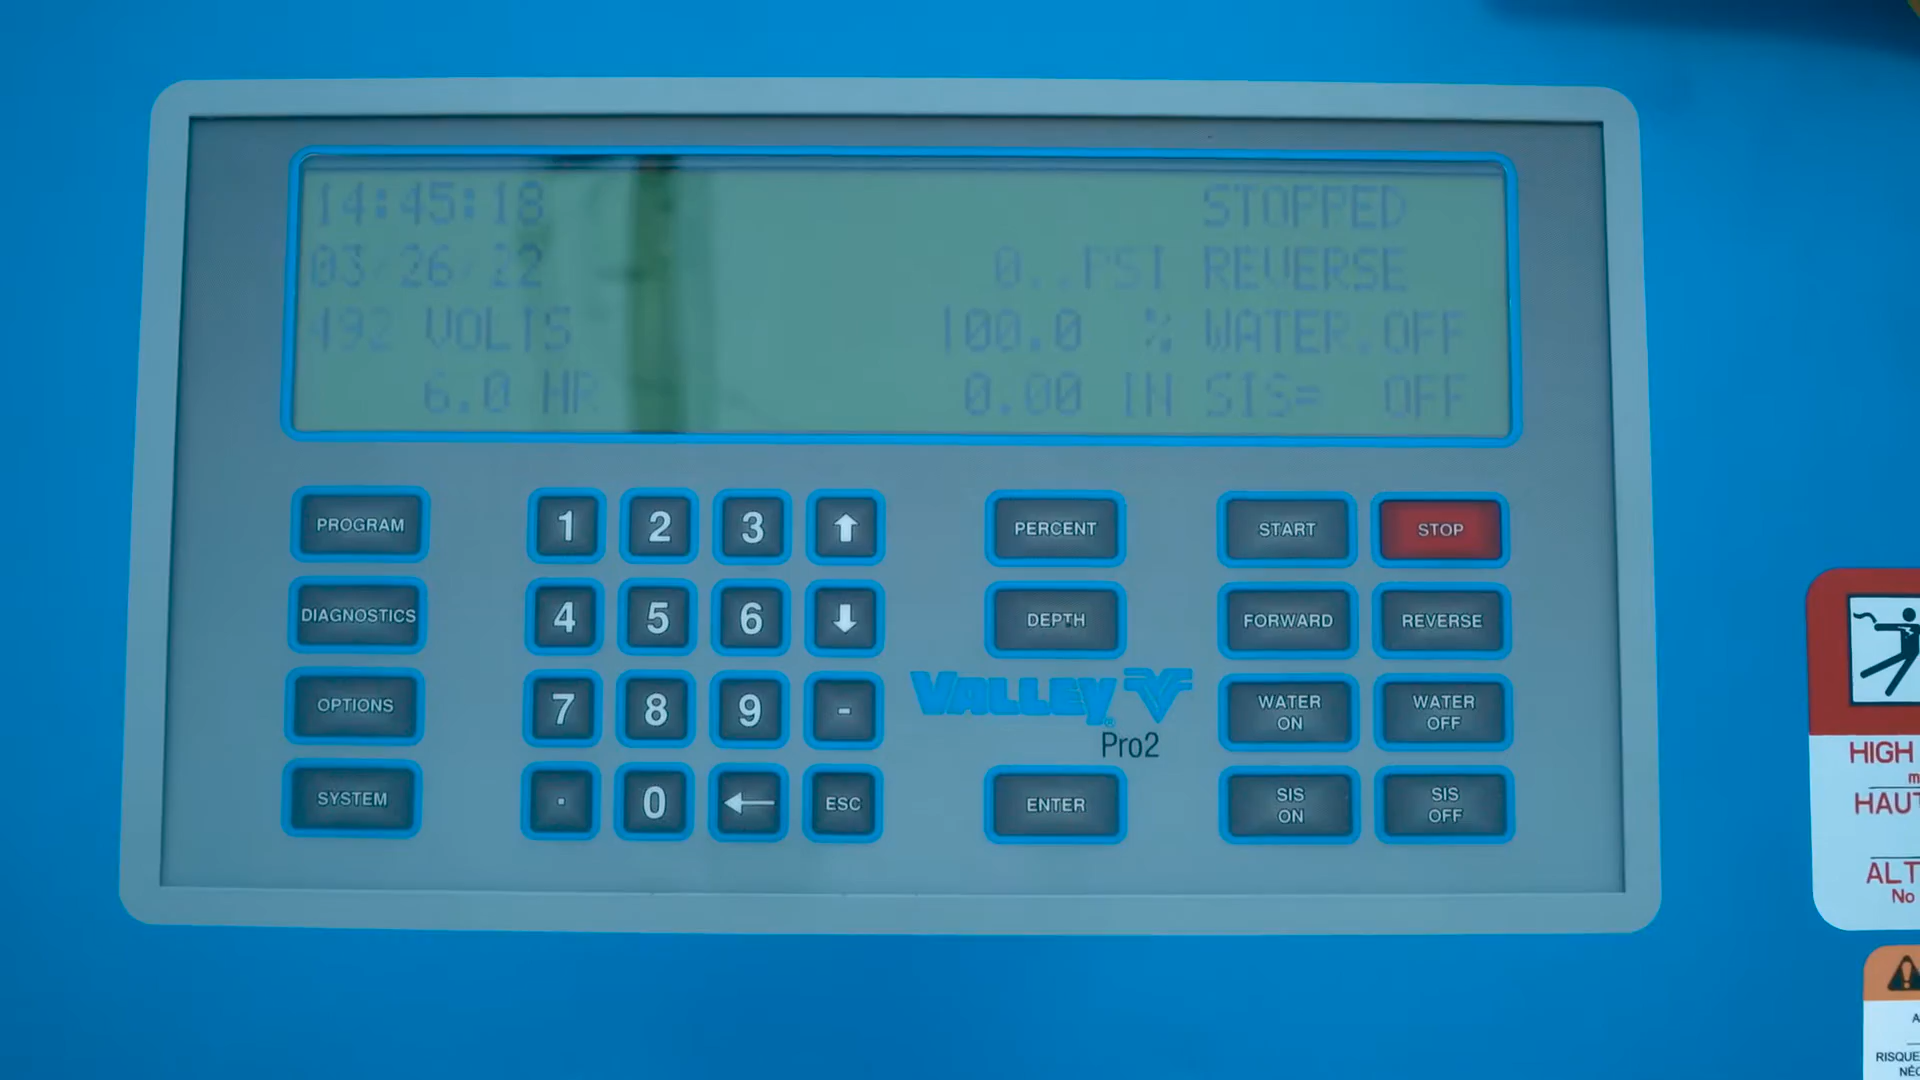 14:45:18 STOPPED
03/26/22 0. PSI REVERSE
492 VOLTS 100.0 % WATER OFF
6.0 HR 0.00 IN SIS= OFF
PROGRAM 1 2 3 ↑ PERCENT START STOP
DIAGNOSTICS 4 5 6 ↓ DEPTH FORWARD REVERSE
OPTIONS 7 8 9 - VALLEY WATER ON WATER OFF
Pro2
SYSTEM . 0 ← ESC ENTER SIS ON SIS OFF
HIGH
HAUT
ALT
No
RISQUE